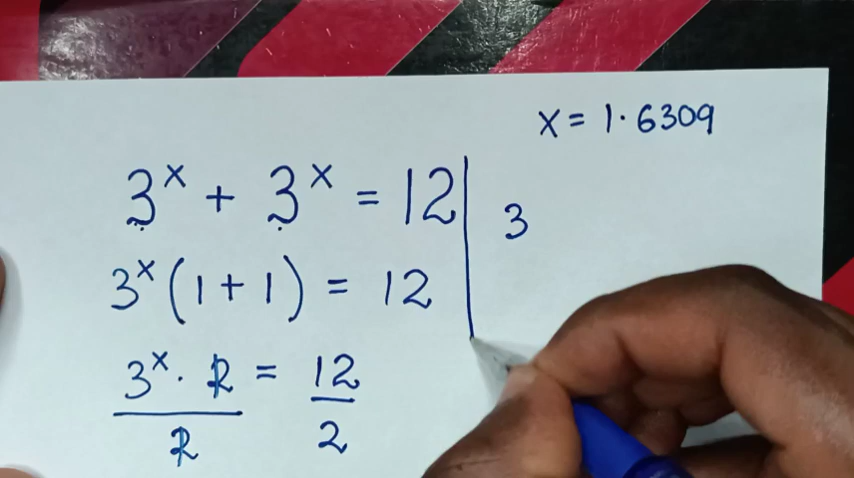 x = 1.6309
3^x + 3^x = 12
3^x (1 + 1) = 12
3^x · 2 = 12
2 2
3